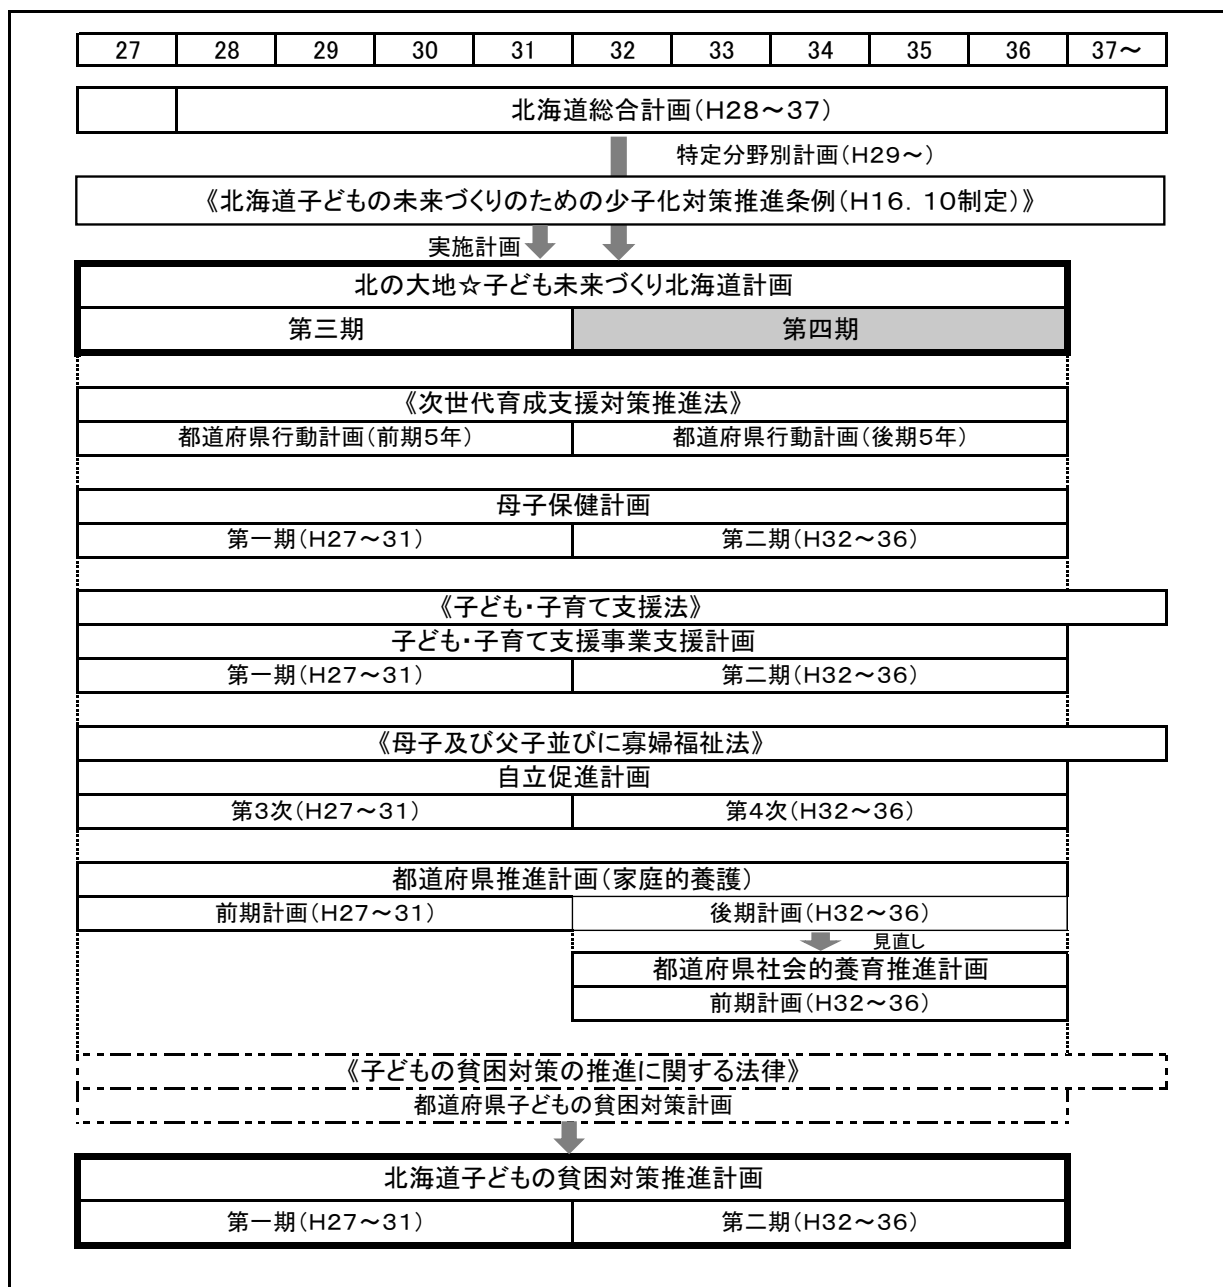 27 28 29 30 31 32 33 34 35 36 37～
北海道総合計画(H28～37)
特定分野別計画(H29～)
《北海道子どもの未来づくりのための少子化対策推進条例(H16．10制定)》
実施計画
北の大地☆子ども未来づくり北海道計画
第三期 第四期
《次世代育成支援対策推進法》
都道府県行動計画(前期5年) 都道府県行動計画(後期5年)
母子保健計画
第一期(H27～31) 第二期(H32～36)
《子ども・子育て支援法》
子ども・子育て支援事業支援計画
第一期(H27～31) 第二期(H32～36)
《母子及び父子並びに寡婦福祉法》
自立促進計画
第3次(H27～31) 第4次(H32～36)
都道府県推進計画(家庭的養護)
前期計画(H27～31) 後期計画(H32～36)
見直し
都道府県社会的養育推進計画
前期計画(H32～36)
《子どもの貧困対策の推進に関する法律》
都道府県子どもの貧困対策計画
北海道子どもの貧困対策推進計画
第一期(H27～31) 第二期(H32～36)